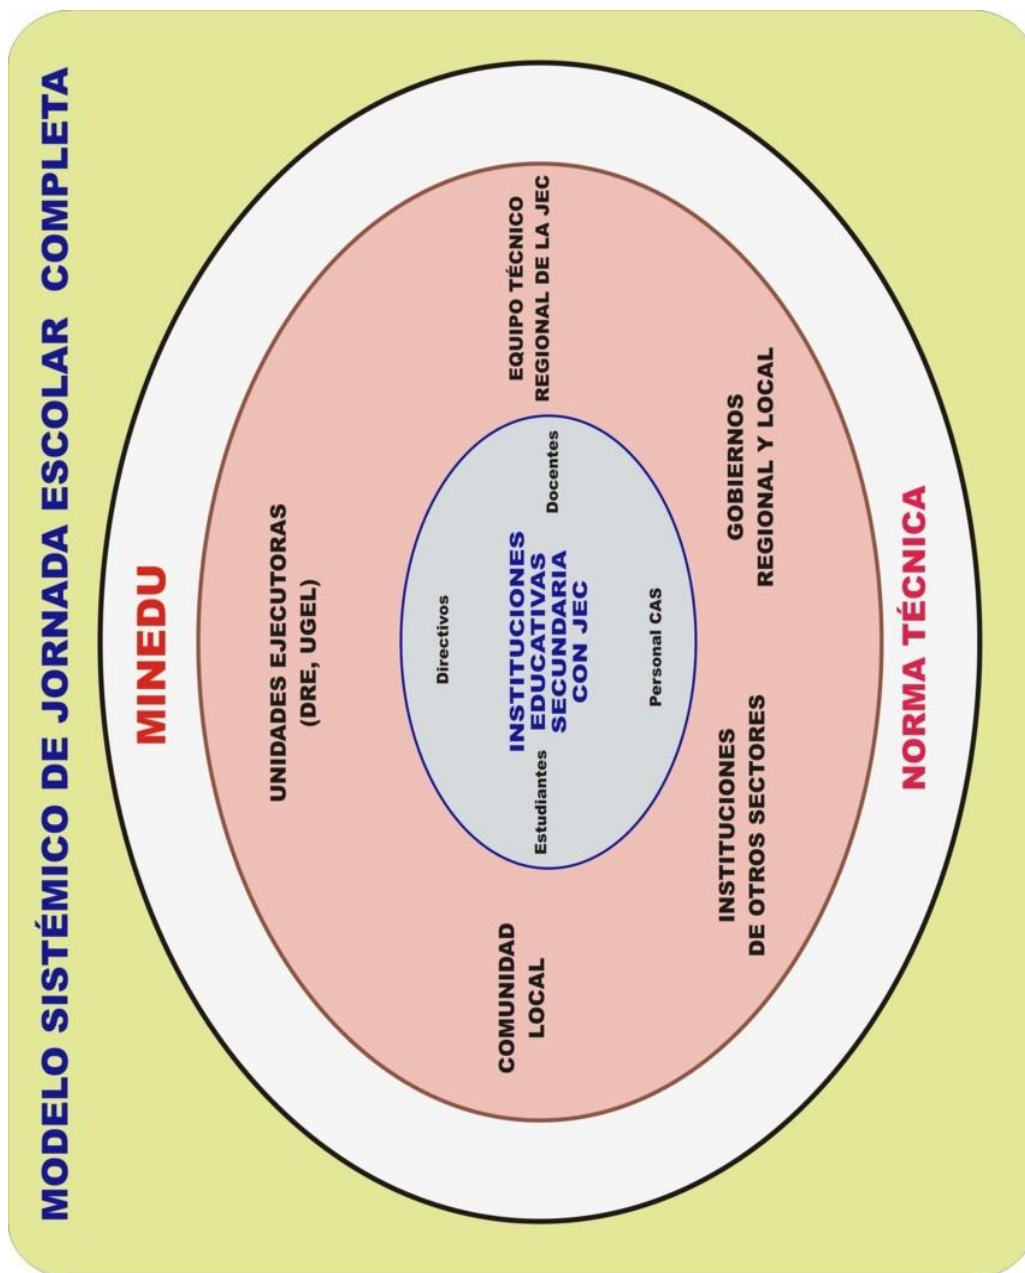 MODELO SISTÉMICO DE JORNADA ESCOLAR COMPLETA
MINEDU
UNIDADES EJECUTORAS
(DRE, UGEL)
COMUNIDAD
LOCAL
EQUIPO TÉCNICO
REGIONAL DE LA JEC
Directivos
Estudiantes
INSTITUCIONES
EDUCATIVAS
SECUNDARIA
CON JEC
Docentes
Personal CAS
INSTITUCIONES
DE OTROS SECTORES
GOBIERNOS
REGIONAL Y LOCAL
NORMA TÉCNICA